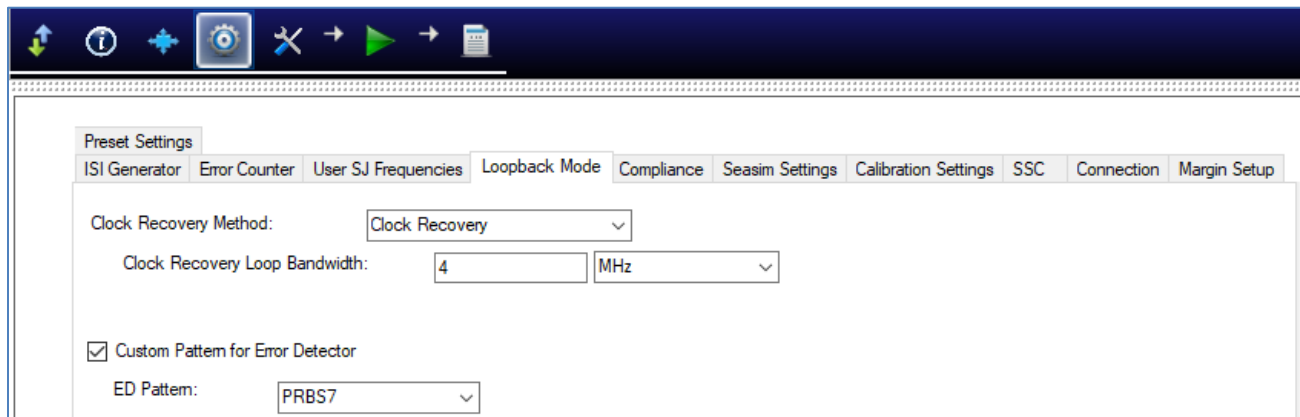 Preset Settings
ISI Generator Error Counter User SJ Frequencies Loopback Mode Compliance Seasim Settings Calibration Settings SSC Connection Margin Setup
Clock Recovery Method: Clock Recovery
Clock Recovery Loop Bandwidth: 4 MHz
Custom Pattern for Error Detector
ED Pattern: PRBS7